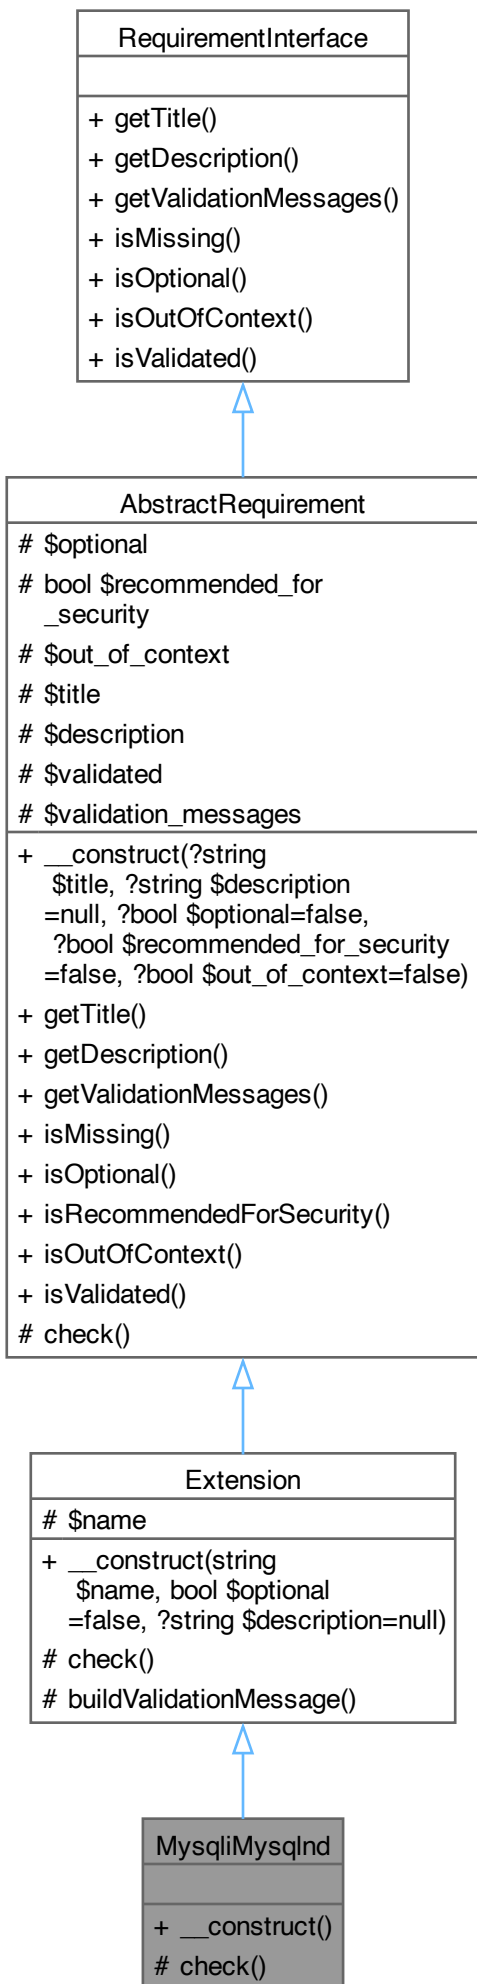 RequirementInterface
+ getTitle()
+ getDescription()
+ getValidationMessages()
+ isMissing()
+ isOptional()
+ isOutOfContext()
+ isValidated()
AbstractRequirement
# $optional
# bool $recommended_for
_security
# $out_of_context
# $title
# $description
# $validated
# $validation_messages
+ __construct(?string
$title, ?string $description
=null, ?bool $optional=false,
?bool $recommended_for_security
=false, ?bool $out_of_context=false)
+ getTitle()
+ getDescription()
+ getValidationMessages()
+ isMissing()
+ isOptional()
+ isRecommendedForSecurity()
+ isOutOfContext()
+ isValidated()
# check()
Extension
# $name
+ __construct(string
$name, bool $optional
=false, ?string $description=null)
# check()
# buildValidationMessage()
MysqliMysqlnd
+ __construct()
# check()